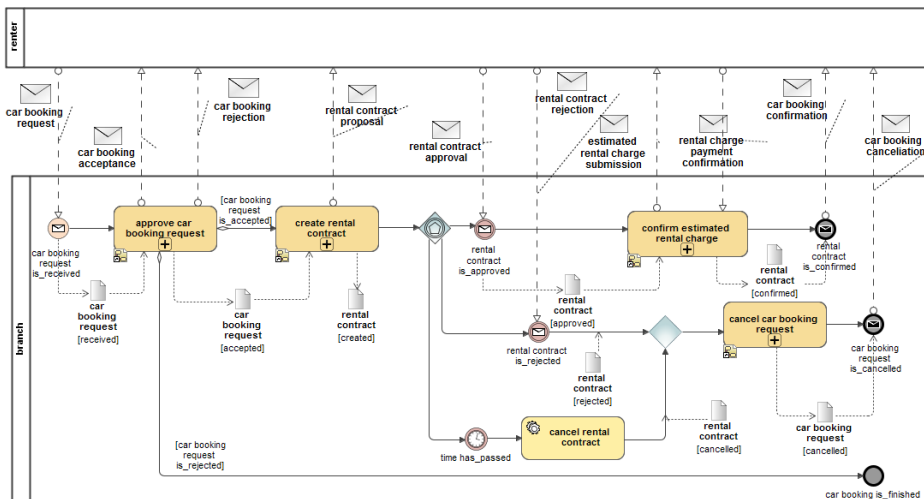 renter
car booking
request
car booking
acceptance
car booking
rejection
rental contract
proposal
rental contract
approval
rental contract
rejection
estimated
rental charge
submission
rental charge
payment
confirmation
car booking
confirmation
car booking
cancellation
branch
car booking
request
is_received
approve car
booking request
[car booking
request
is_accepted]
create rental
contract
rental
contract
is_approved
confirm estimated
rental charge
rental
contract
is_confirmed
car
booking
request
[received]
car
booking
request
[accepted]
rental
contract
[created]
rental
contract
[approved]
rental
contract
[confirmed]
rental contract
is_rejected
cancel car booking
request
car booking
request
is_cancelled
rental
contract
[rejected]
time has_passed
cancel rental
contract
rental
contract
[cancelled]
car booking
request
[cancelled]
[car booking
request
is_rejected]
car booking is_finished